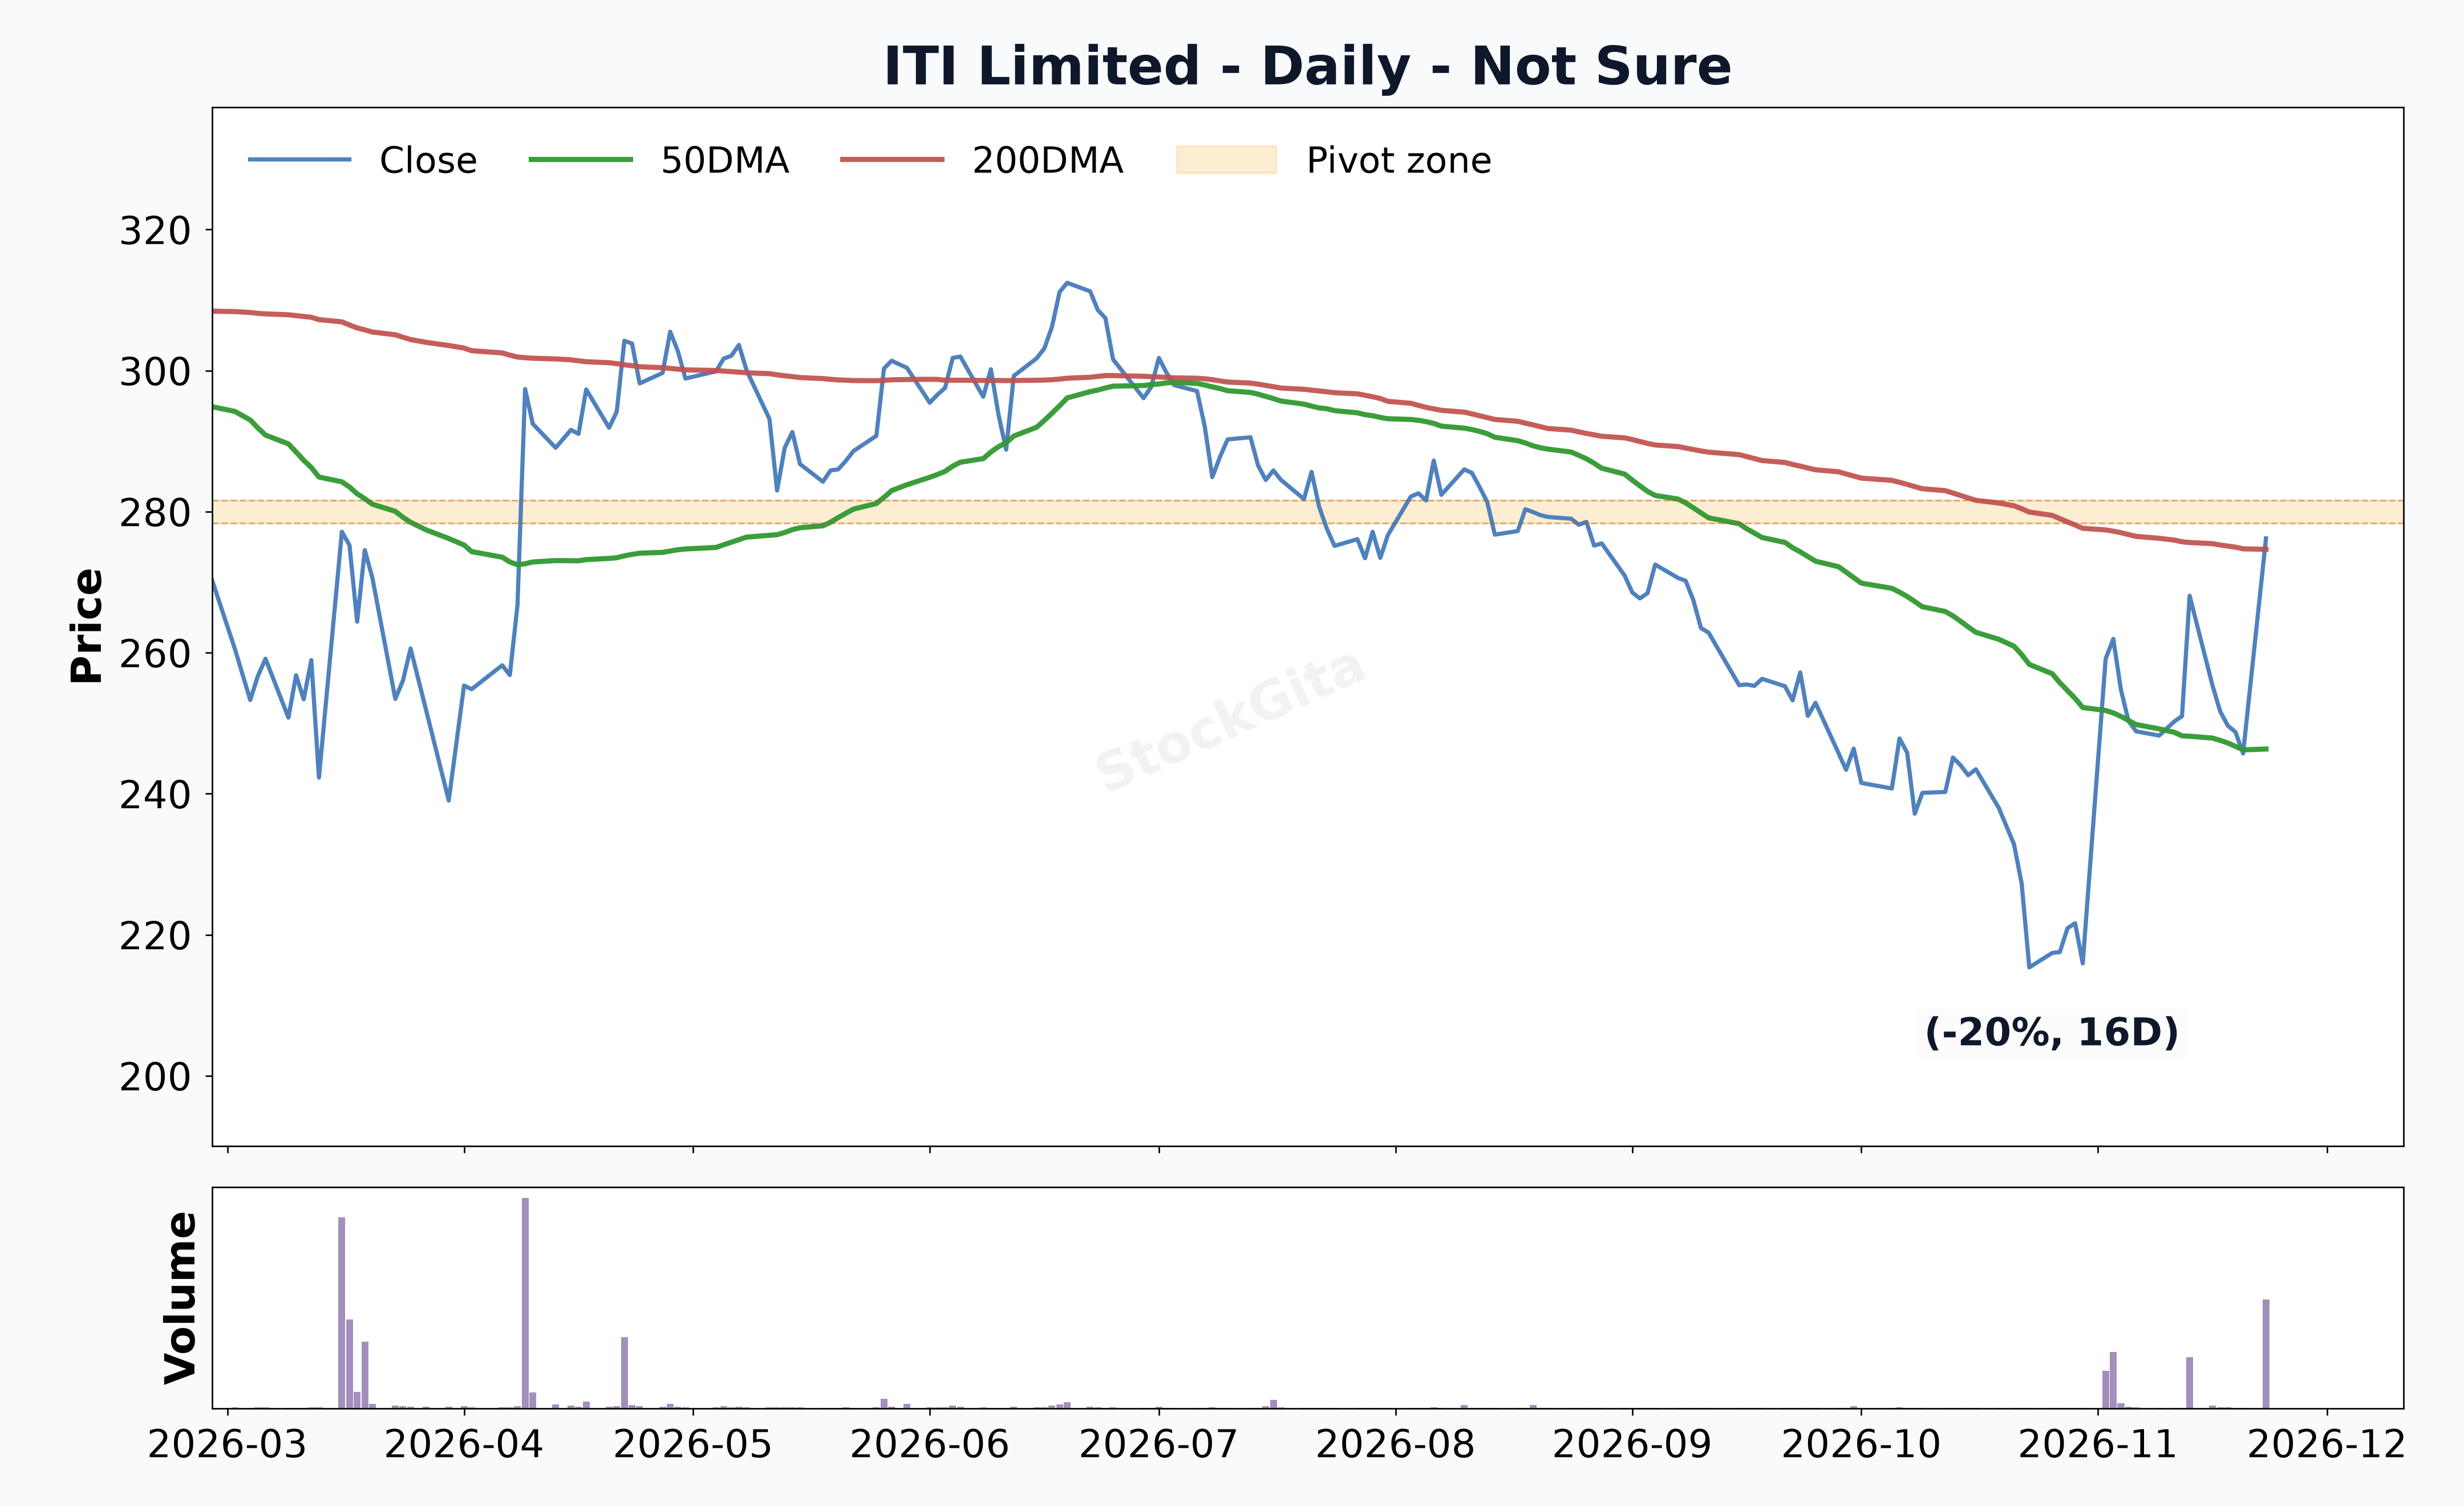 ITI Limited - Daily - Not Sure
Close 50DMA 200DMA Pivot zone
320
300
280
260
240
220
200
Price
StockGita
(-20%, 16D)
Volume
2026-03 2026-04 2026-05 2026-06 2026-07 2026-08 2026-09 2026-10 2026-11 2026-12